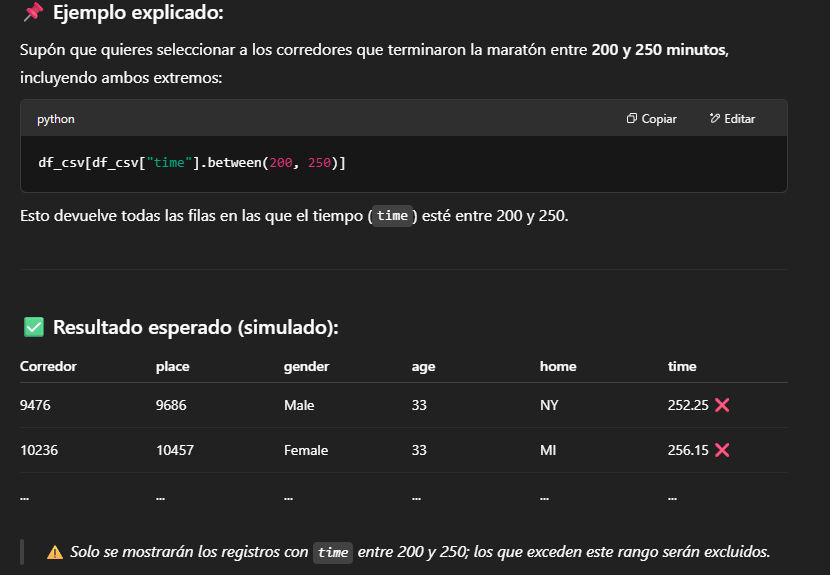 📌 Ejemplo explicado:
Supón que quieres seleccionar a los corredores que terminaron la maratón entre 200 y 250 minutos,
incluyendo ambos extremos:
python Copiar Editar
df_csv[df_csv["time"].between(200, 250)]
Esto devuelve todas las filas en las que el tiempo (time) esté entre 200 y 250.
✅ Resultado esperado (simulado):
Corredor place gender age home time
9476 9686 Male 33 NY 252.25 ❌
10236 10457 Female 33 MI 256.15 ❌
... ... ... ... ... ...
⚠️ Solo se mostrarán los registros con time entre 200 y 250; los que exceden este rango serán excluidos.